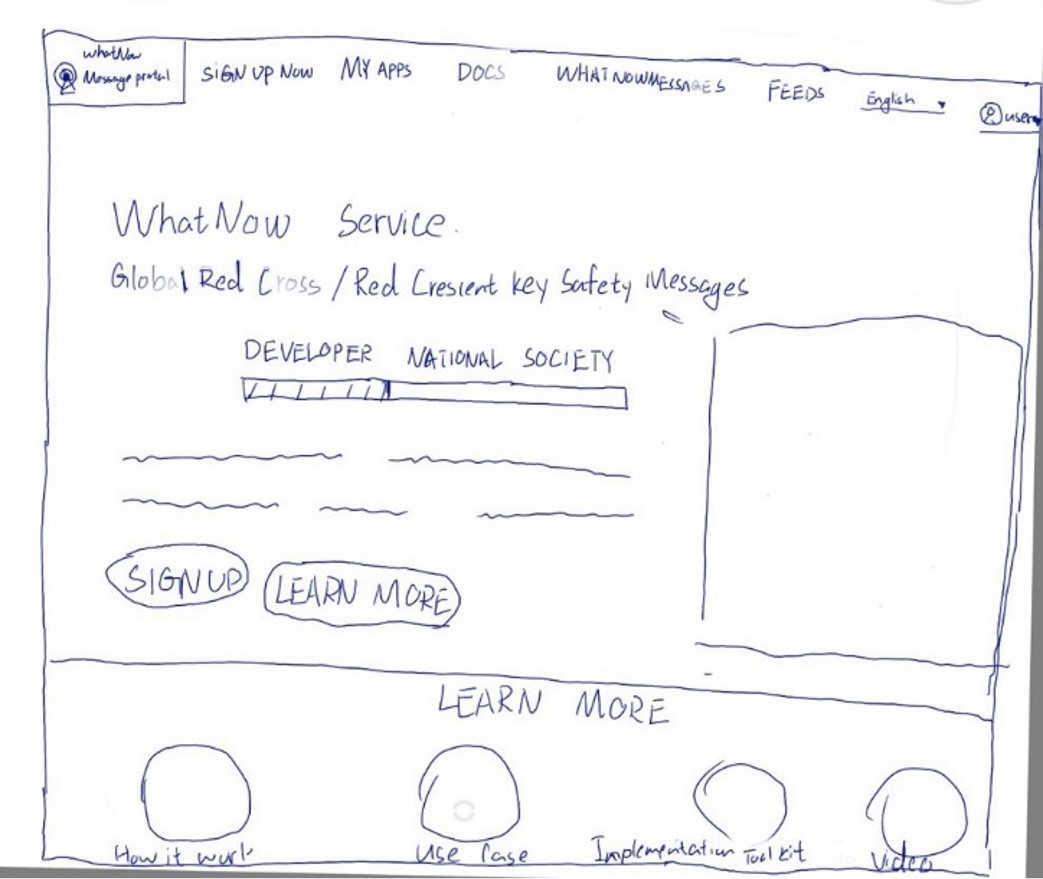 WhatNow
Message portal
SIGN UP NOW MY APPS DOCS WHATNOWMESSAGES FEEDS English user
WhatNow Service.
Global Red Cross / Red Crescent key Safety Messages
DEVELOPER NATIONAL SOCIETY
SIGN UP LEARN MORE
LEARN MORE
How it work Use Case Implementation Tool kit Video